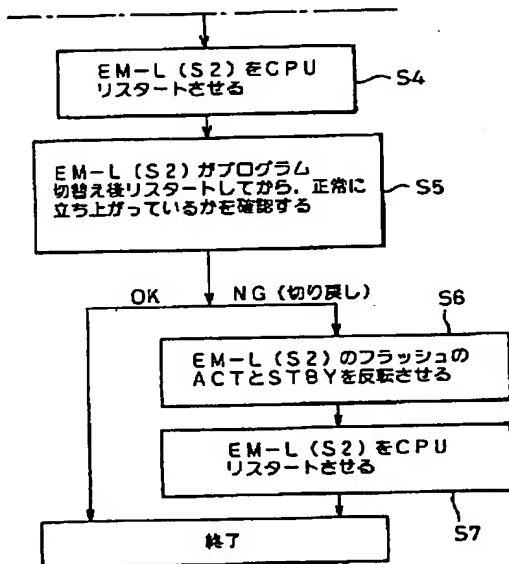 EM-L(S2)をCPU
リスタートさせる
S4
EM-L(S2)がプログラム
切替え後リスタートしてから,正常に
立ち上がっているかを確認する
S5
OK
NG(切り戻し)
S6
EM-L(S2)のフラッシュの
ACTとSTBYを反転させる
EM-L(S2)をCPU
リスタートさせる
S7
終了